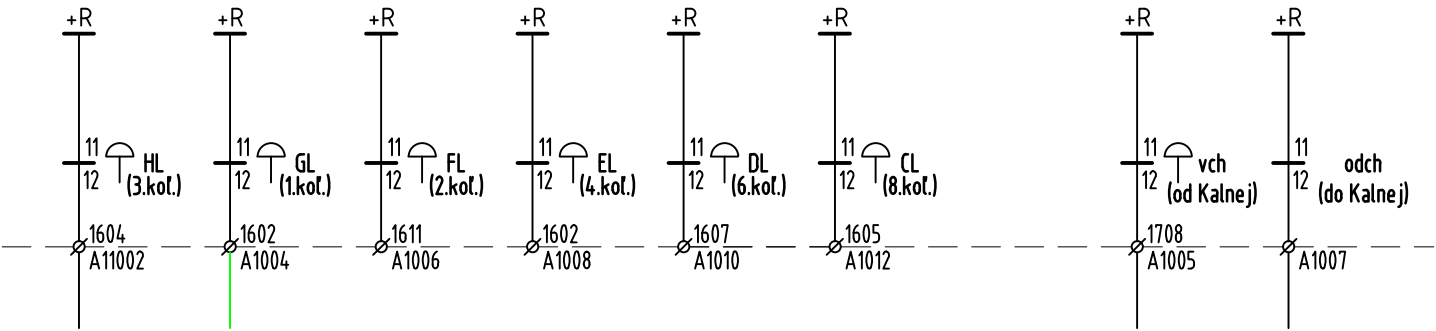 +R +R +R +R +R +R +R +R
11 11 11 11 11 11 11 11
HL GL FL EL DL CL vch odch
12 12 12 12 12 12 12 12
(3.koľ.) (1.koľ.) (2.koľ.) (4.koľ.) (6.koľ.) (8.koľ.) (od Kalnej) (do Kalnej)
1604 1602 1611 1602 1607 1605 1708
A11002 A1004 A1006 A1008 A1010 A1012 A1005 A1007